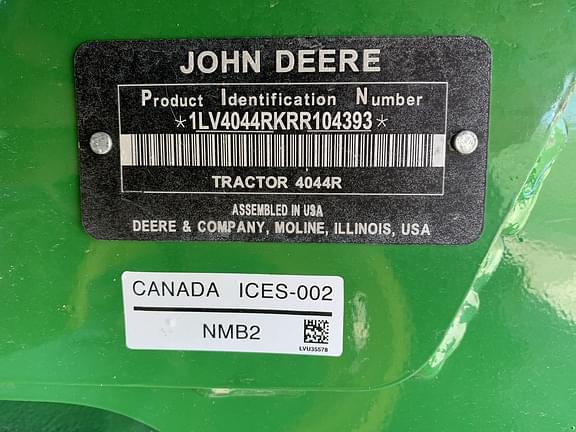 JOHN DEERE
Product Identification Number
*1LV4044RKRR104393*
TRACTOR 4044R
ASSEMBLED IN USA
DEERE & COMPANY, MOLINE, ILLINOIS, USA
CANADA ICES-002
NMB2
LVU35578